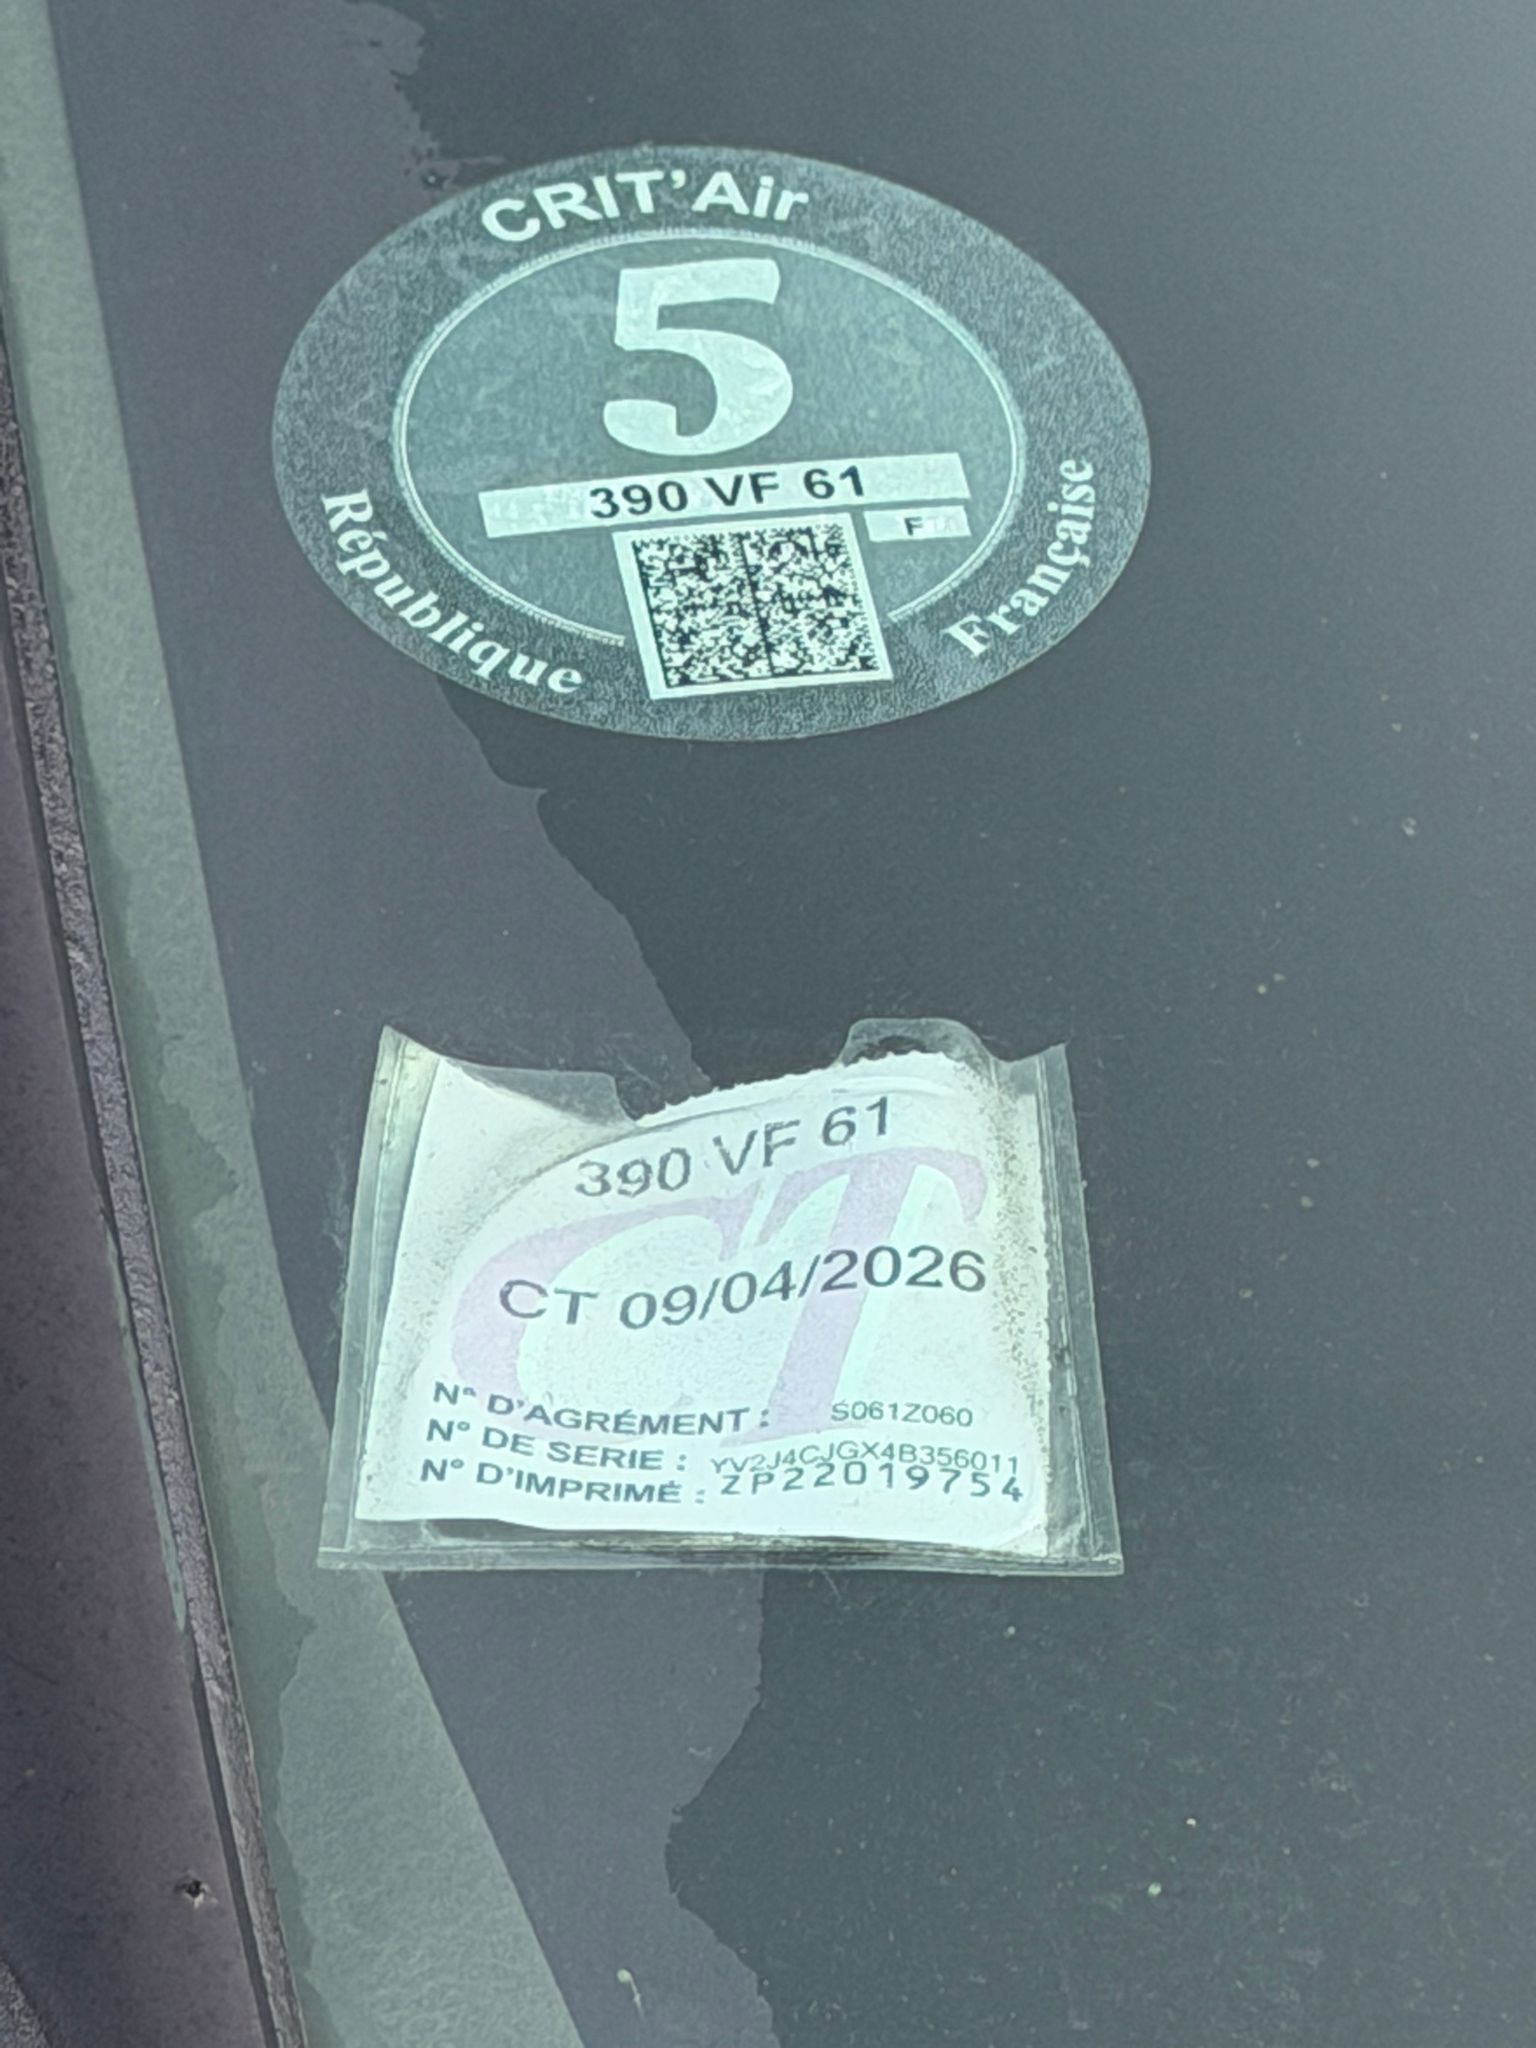 CRIT'Air
5
390 VF 61
F
République
Française
390 VF 61
CT
CT 09/04/2026
N° D'AGRÉMENT : S061Z060
N° DE SERIE : YV2J4CJGX4B356011
N° D'IMPRIMÉ : ZP22019754